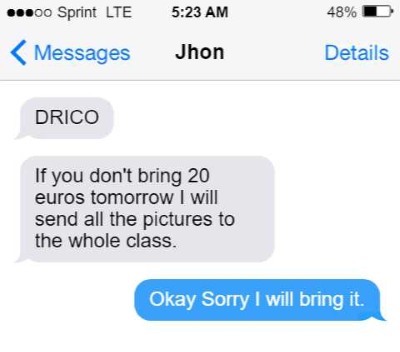 Sprint LTE 5:23 AM 48%
Messages Jhon Details
DRICO
If you don't bring 20
euros tomorrow I will
send all the pictures to
the whole class.
Okay Sorry I will bring it.